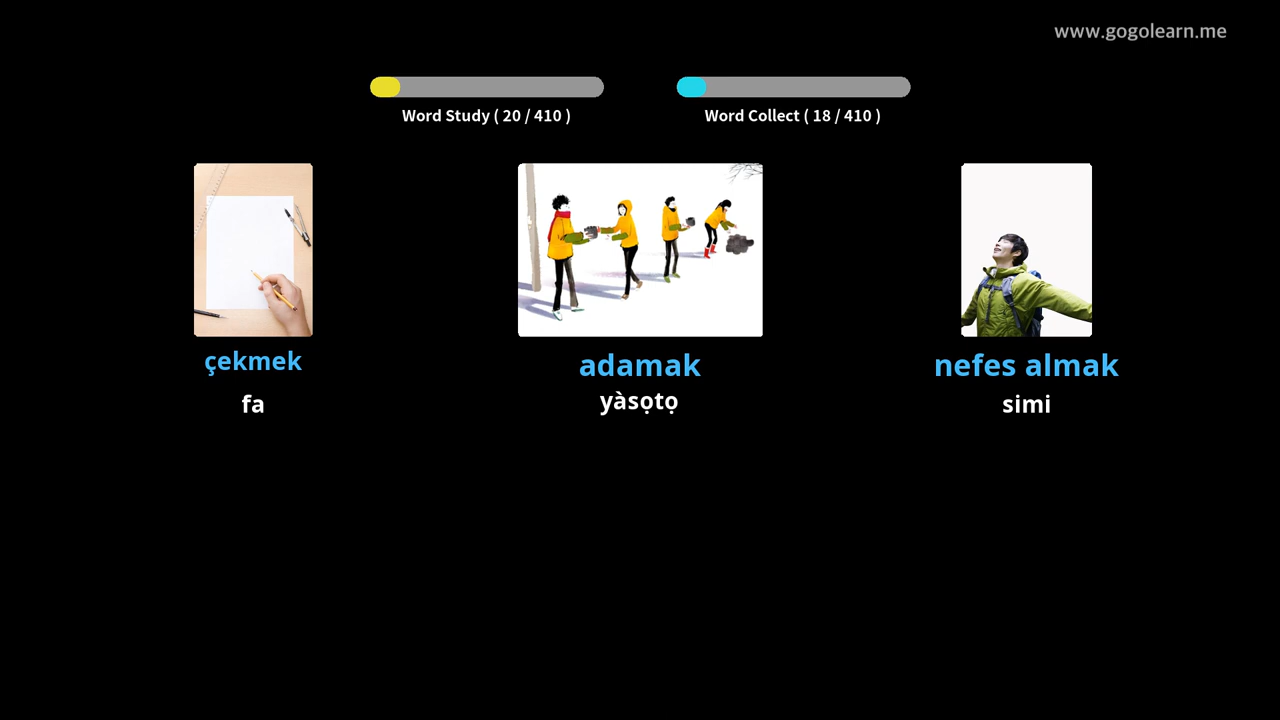 www.gogolearn.me
Word Study ( 20 / 410 )
Word Collect ( 18 / 410 )
çekmek
adamak
nefes almak
fa
yàsọtọ
simi